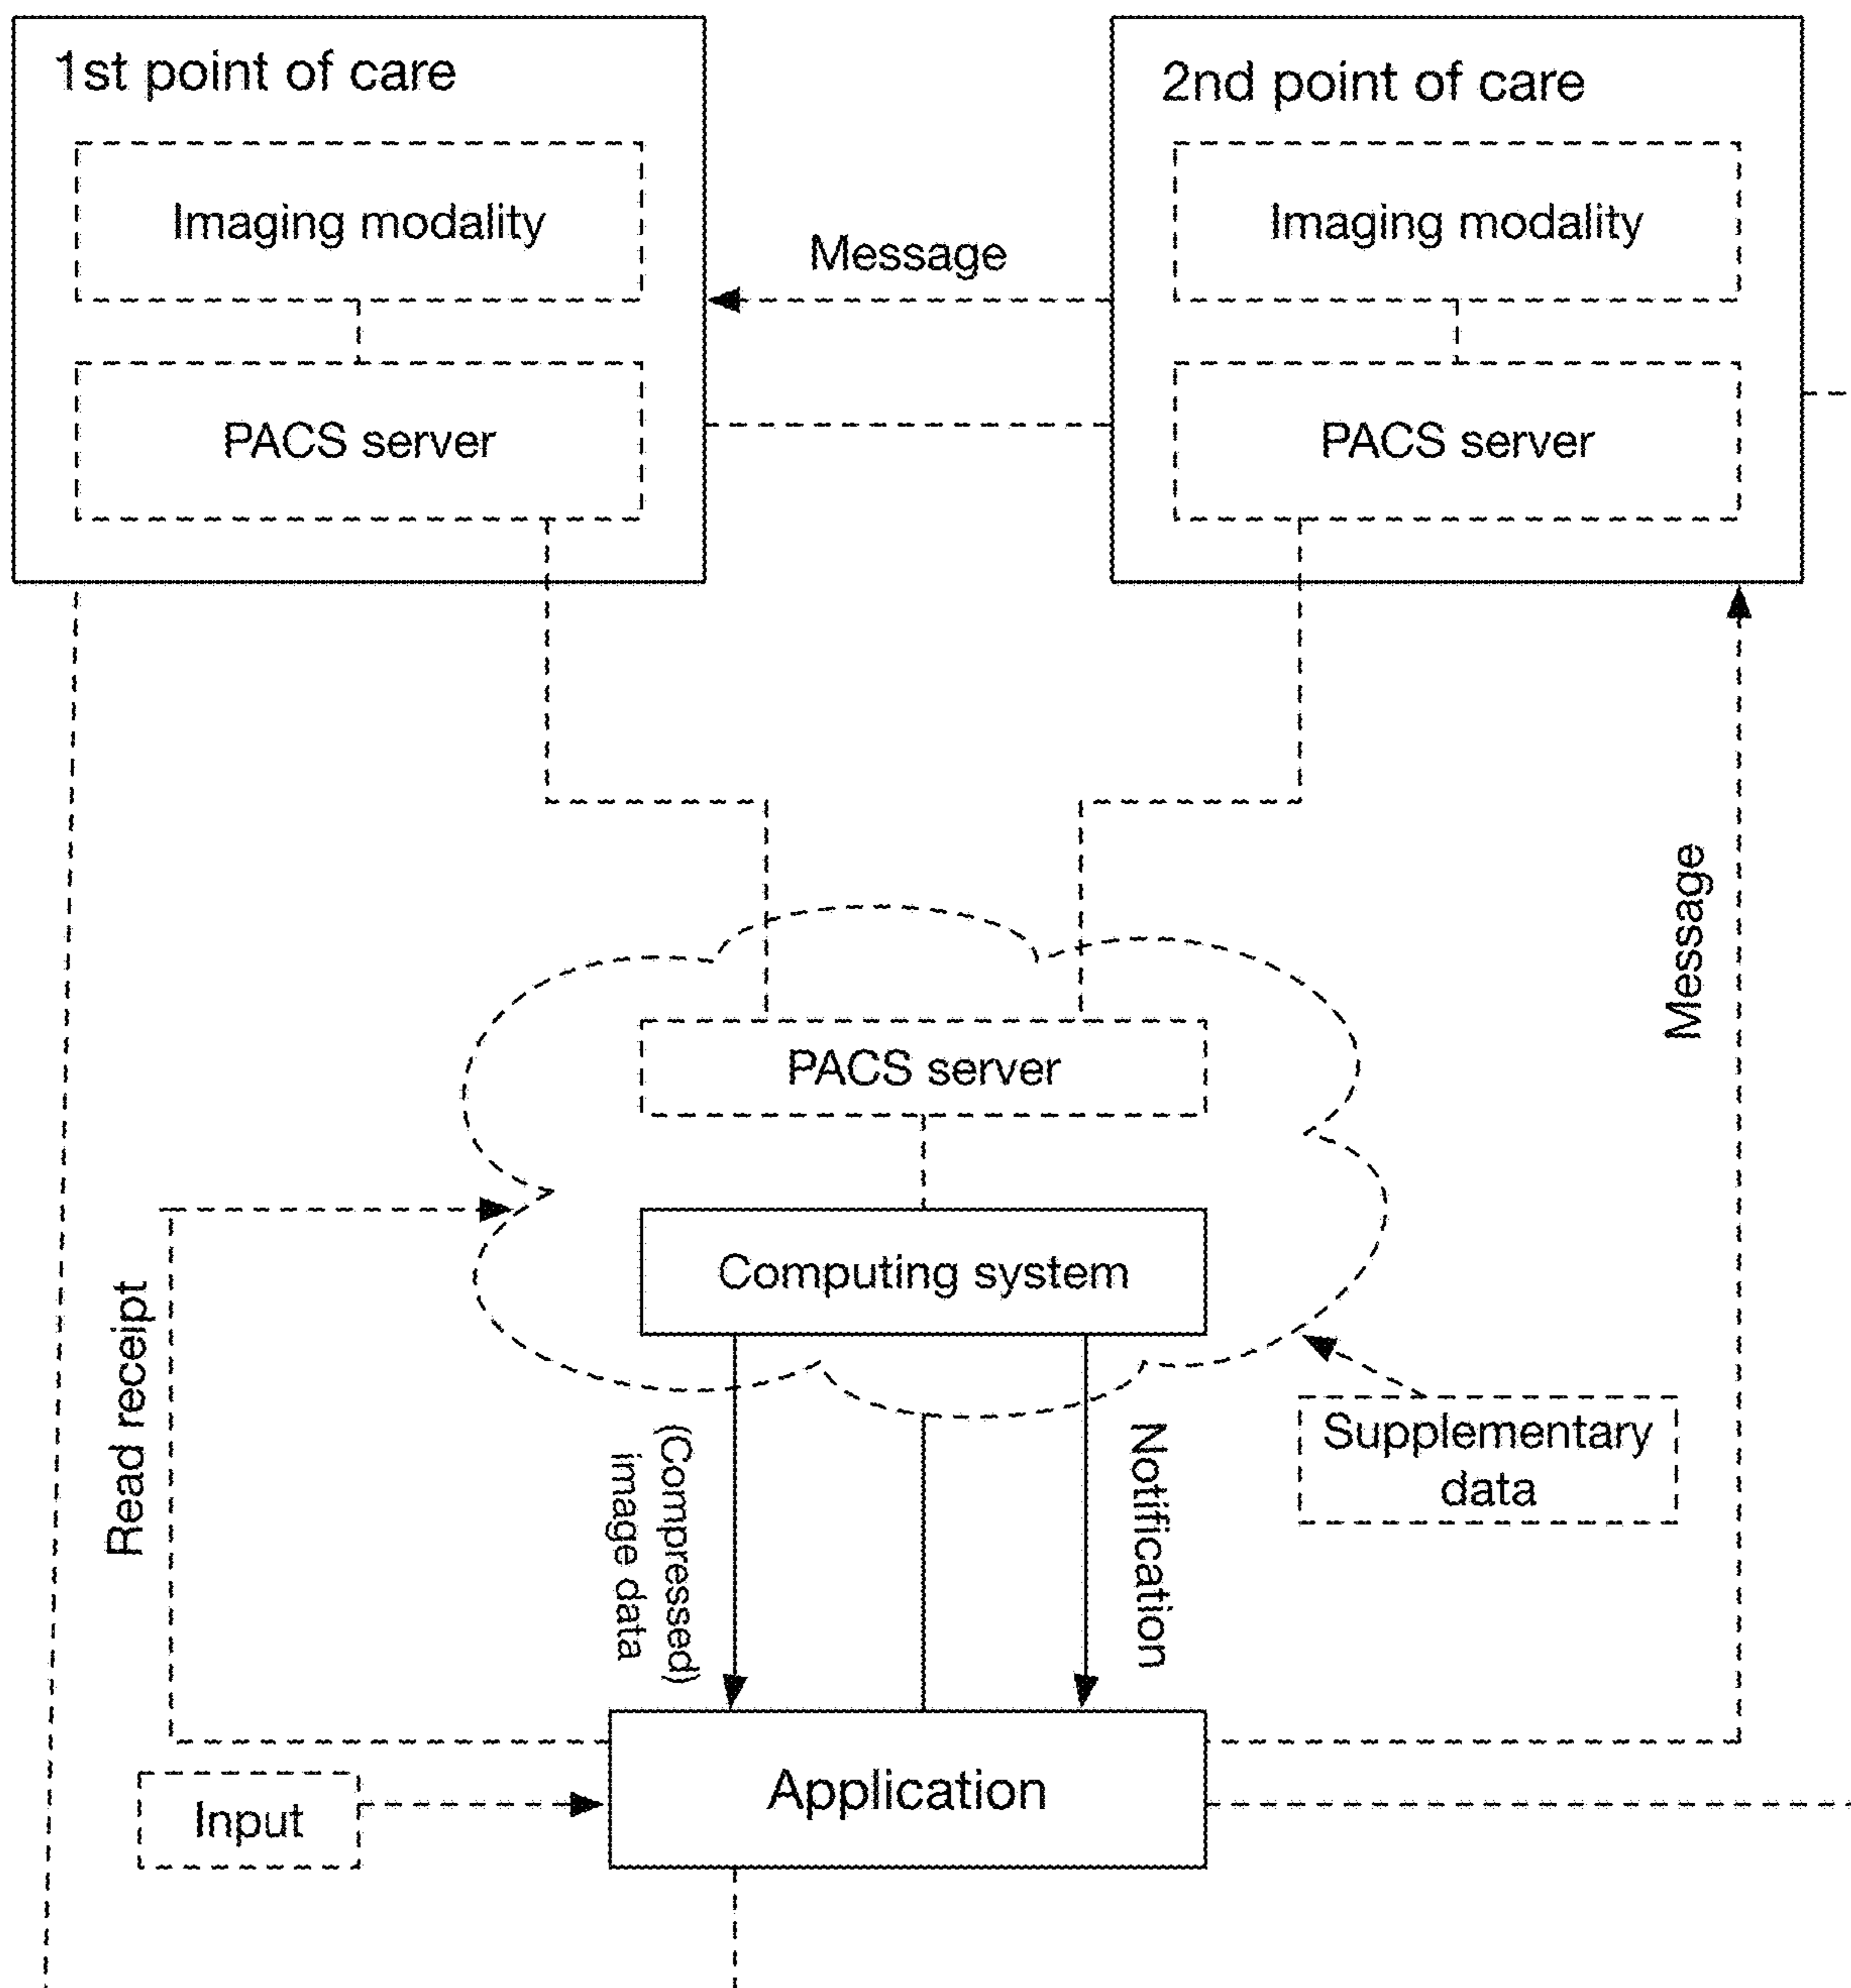 1st point of care
2nd point of care
Imaging modality
Imaging modality
Message
PACS server
PACS server
Message
PACS server
Computing system
Read receipt
(Compressed)
image data
Notification
Supplementary
data
Application
Input